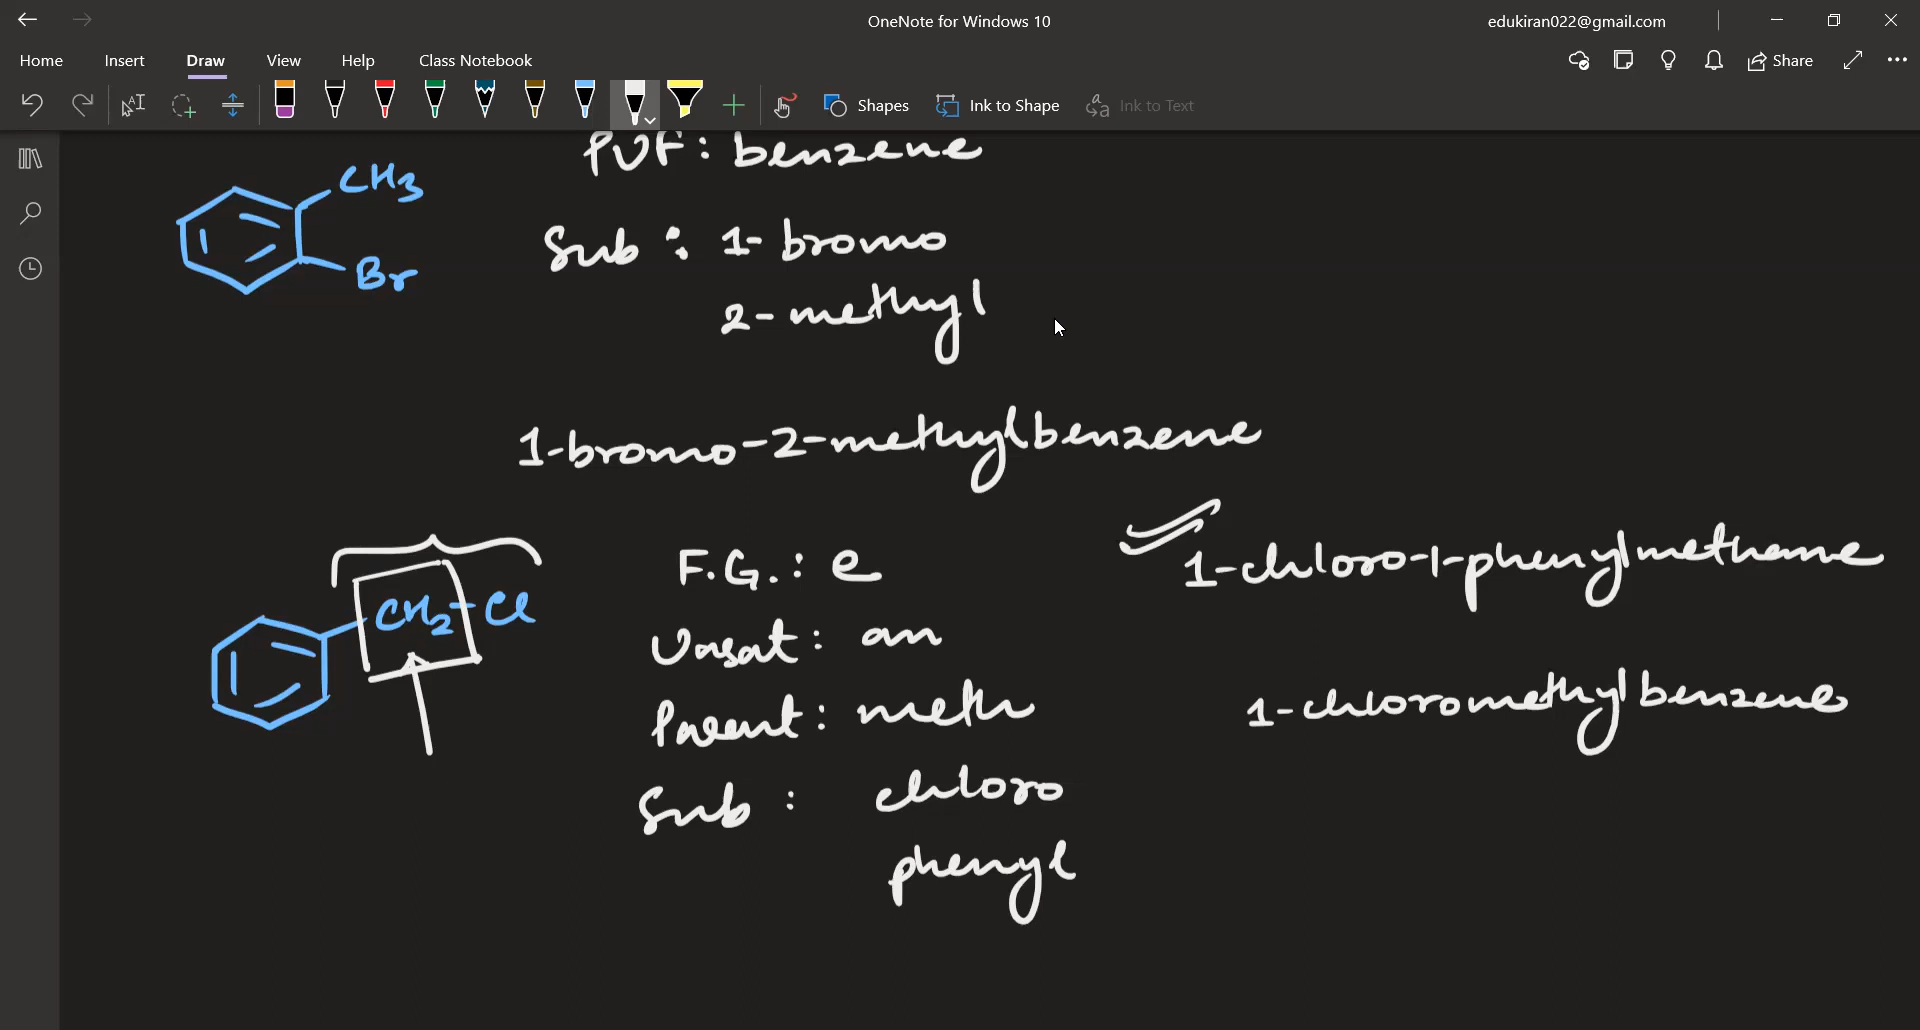 OneNote for Windows 10
edukiran022@gmail.com
Home Insert Draw View Help Class Notebook
Share
Shapes Ink to Shape Ink to Text
PUF: benzene
CH3
Br
Sub: 1-bromo
2-methyl
1-bromo-2-methylbenzene
CH2-Cl
F.G.: e
Unsat: an
Parent: meth
Sub: chloro
phenyl
1-chloro-1-phenylmethane
1-chloromethylbenzene